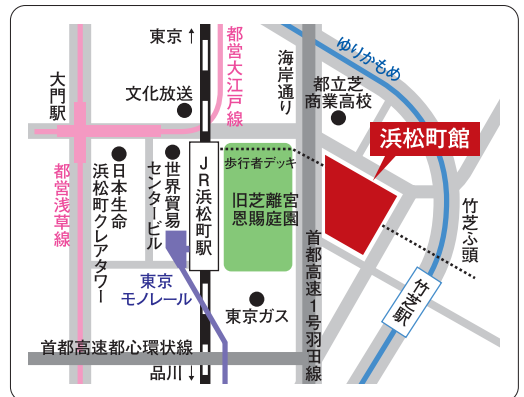 東京↑
都営大江戸線
海岸通り
ゆりかもめ
大門駅
文化放送
都立芝
商業高校
浜松町館
歩行者デッキ
JR浜松町駅
旧芝離宮
恩賜庭園
世界貿易
センタービル
日本生命
浜松町クレアタワー
都営浅草線
竹芝ふ頭
首都高速1号羽田線
東京
モノレール
竹芝駅
東京ガス
首都高速都心環状線
品川↓